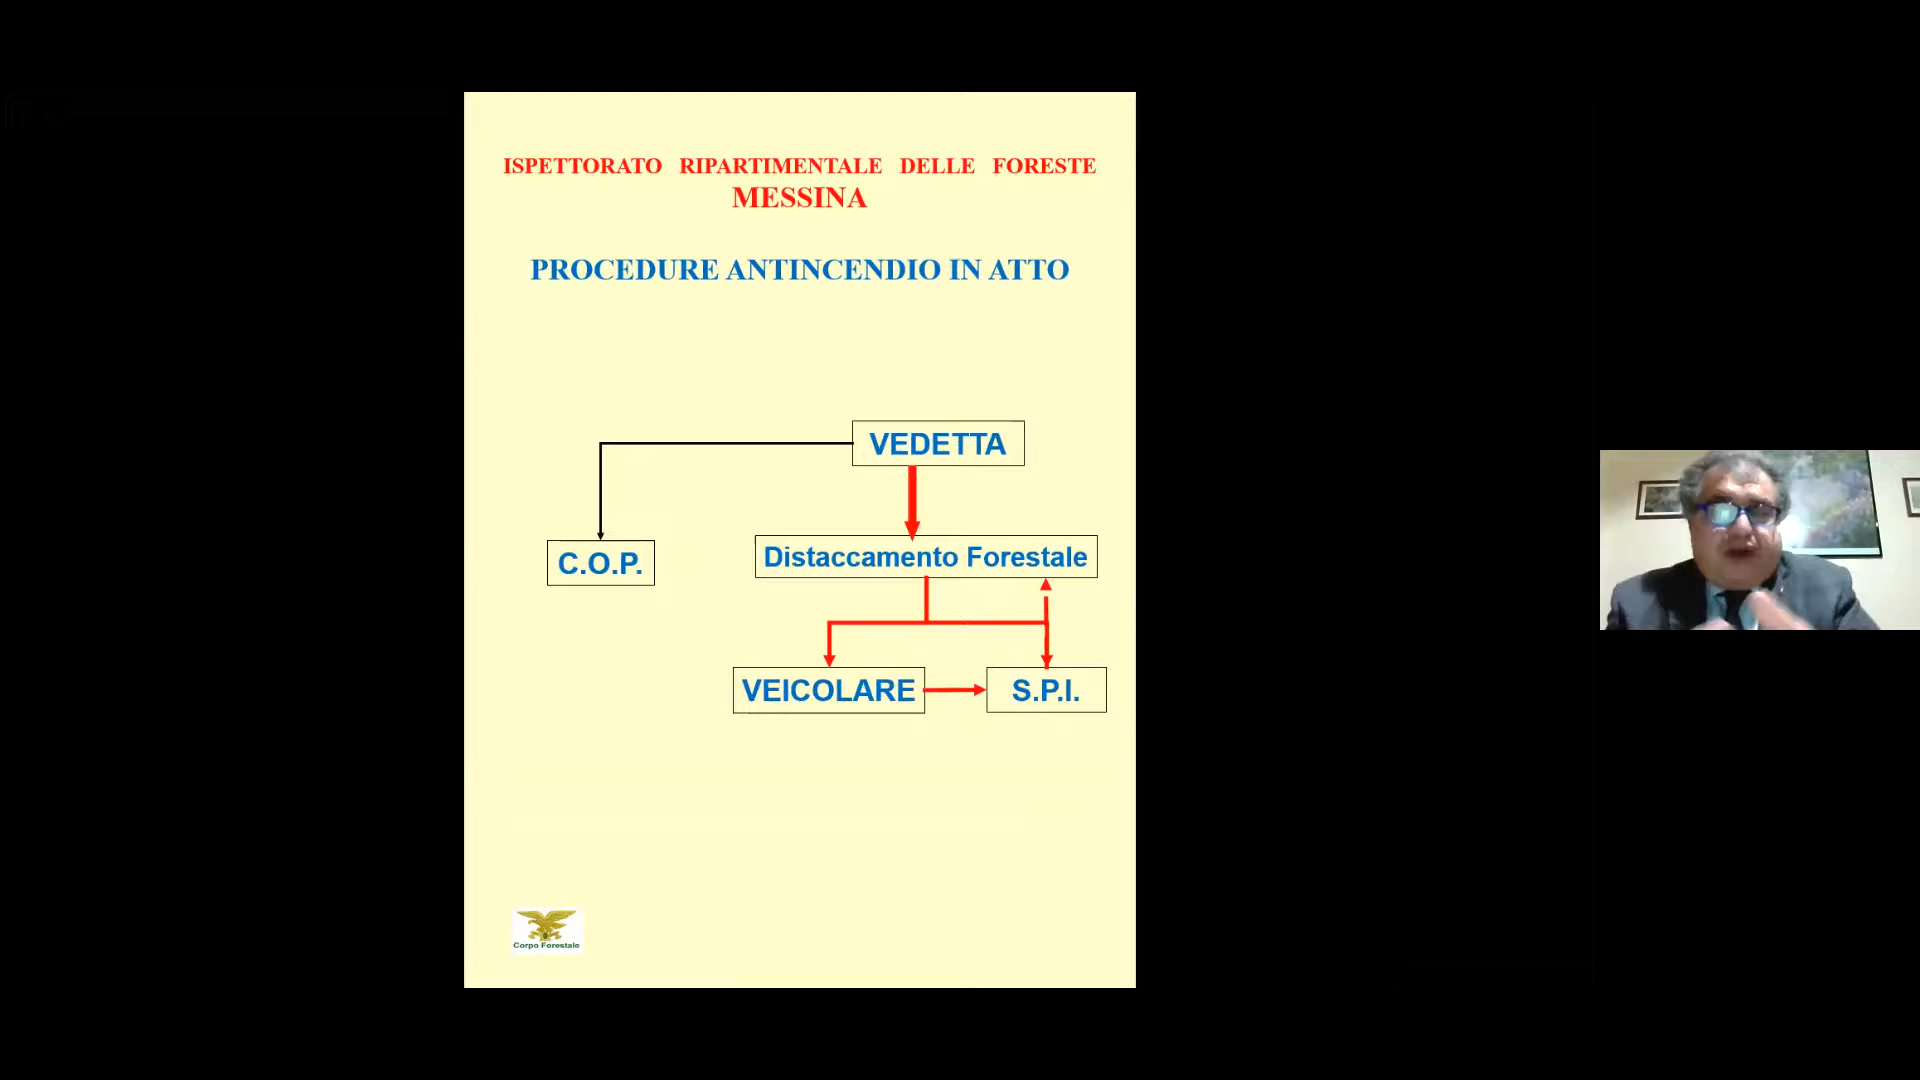 ISPETTORATO RIPARTIMENTALE DELLE FORESTE
MESSINA
PROCEDURE ANTINCENDIO IN ATTO
VEDETTA
C.O.P.
Distaccamento Forestale
VEICOLARE
S.P.I.
Corpo Forestale